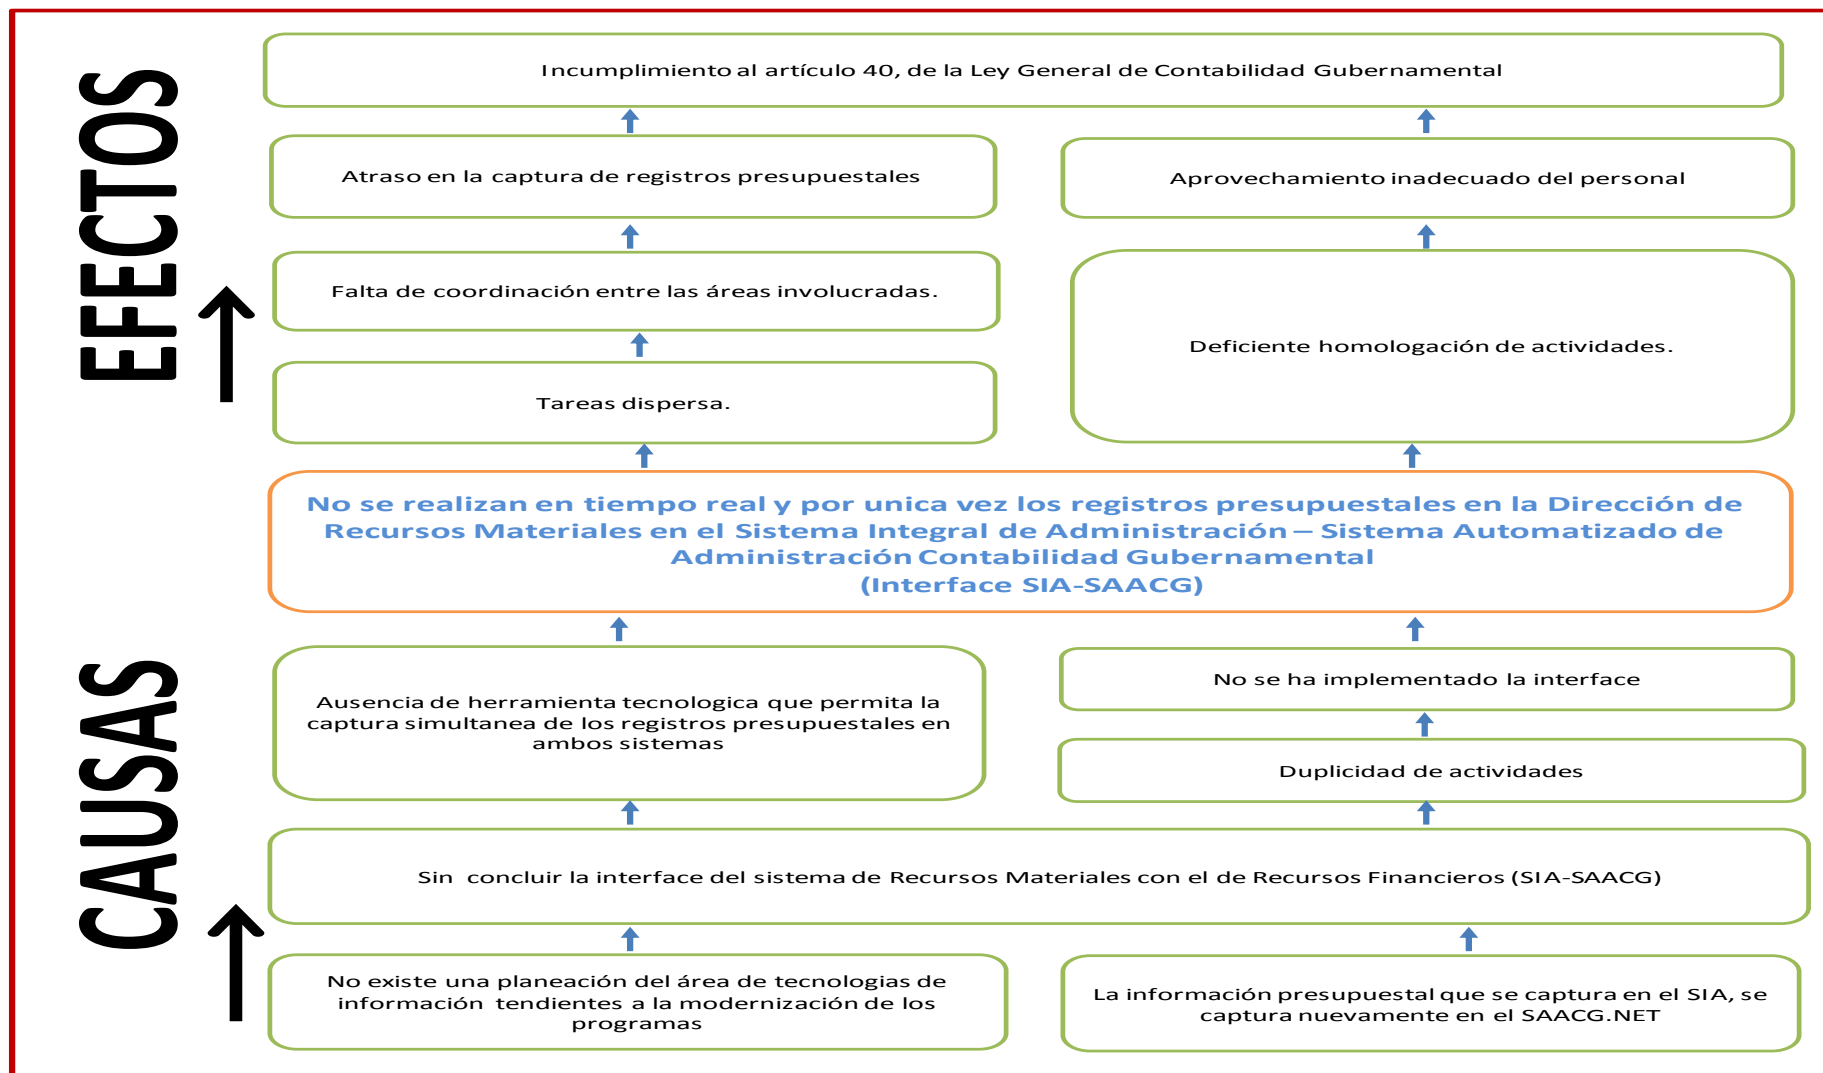 EFECTOS
Incumplimiento al artículo 40, de la Ley General de Contabilidad Gubernamental
Atraso en la captura de registros presupuestales
Aprovechamiento inadecuado del personal
Falta de coordinación entre las áreas involucradas.
Deficiente homologación de actividades.
Tareas dispersa.
No se realizan en tiempo real y por unica vez los registros presupuestales en la Dirección de
Recursos Materiales en el Sistema Integral de Administración – Sistema Automatizado de
Administración Contabilidad Gubernamental
(Interface SIA-SAACG)
CAUSAS
Ausencia de herramienta tecnologica que permita la
captura simultanea de los registros presupuestales en
ambos sistemas
No se ha implementado la interface
Duplicidad de actividades
Sin concluir la interface del sistema de Recursos Materiales con el de Recursos Financieros (SIA-SAACG)
No existe una planeación del área de tecnologias de
información tendientes a la modernización de los
programas
La información presupuestal que se captura en el SIA, se
captura nuevamente en el SAACG.NET